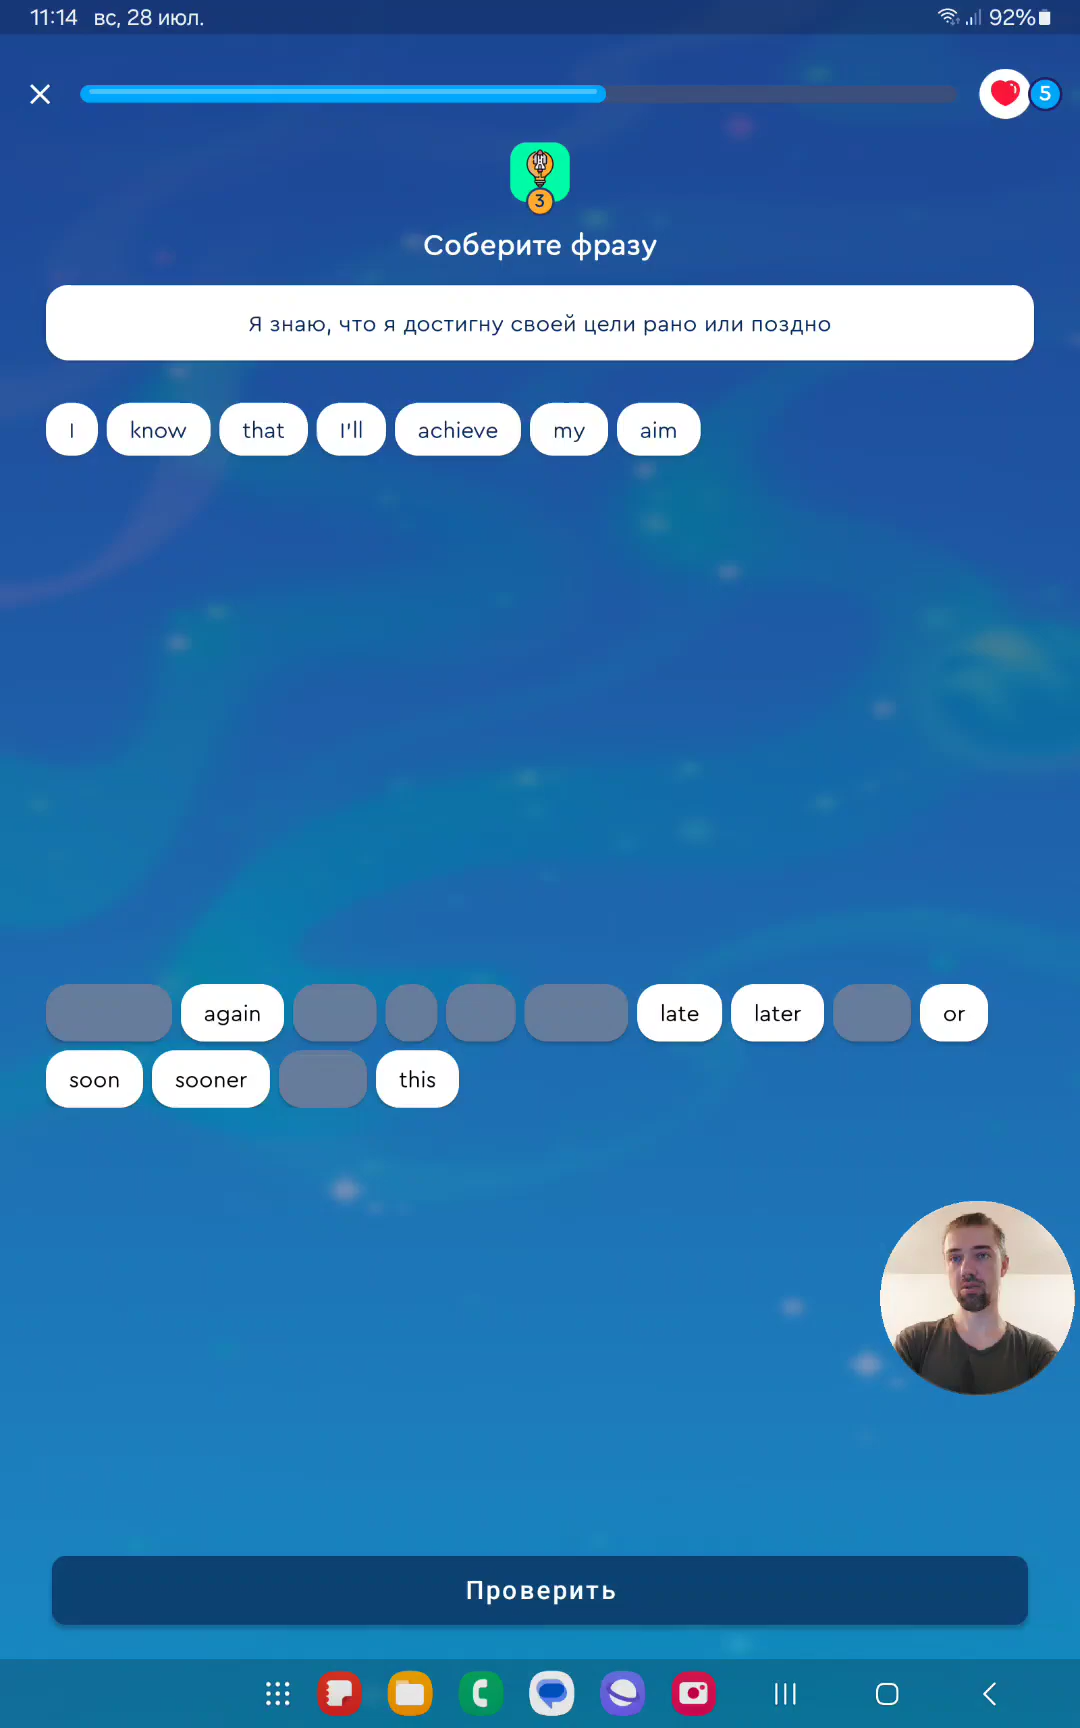 11:14 вс, 28 июл. 92%
5
3
Соберите фразу
Я знаю, что я достигну своей цели рано или поздно
I know that I'll achieve my aim
again late later or
soon sooner this
Проверить